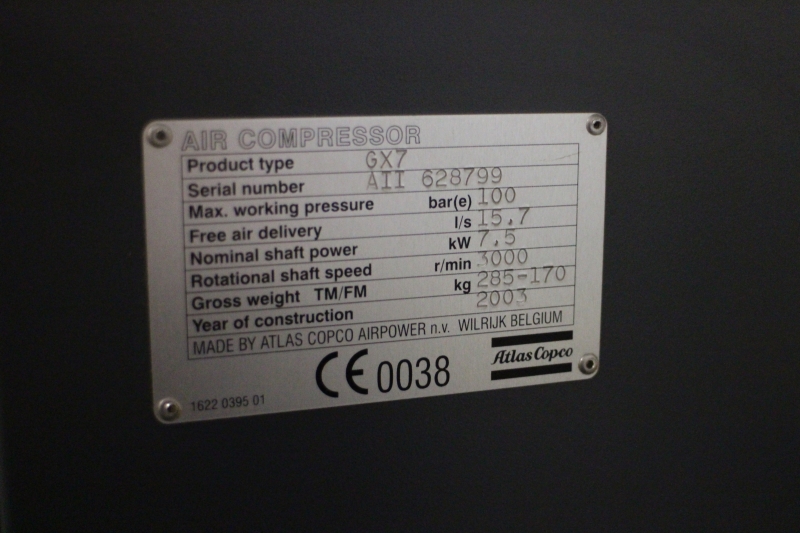 AIR COMPRESSOR
Product type GX7
Serial number AII 628799
Max. working pressure bar(e) 100
Free air delivery l/s 15,7
Nominal shaft power kW 7,5
Rotational shaft speed r/min 3000
Gross weight TM/FM kg 285-170
Year of construction 2003
MADE BY ATLAS COPCO AIRPOWER n.v. WILRIJK BELGIUM
CE 0038
Atlas Copco
1622 0395 01